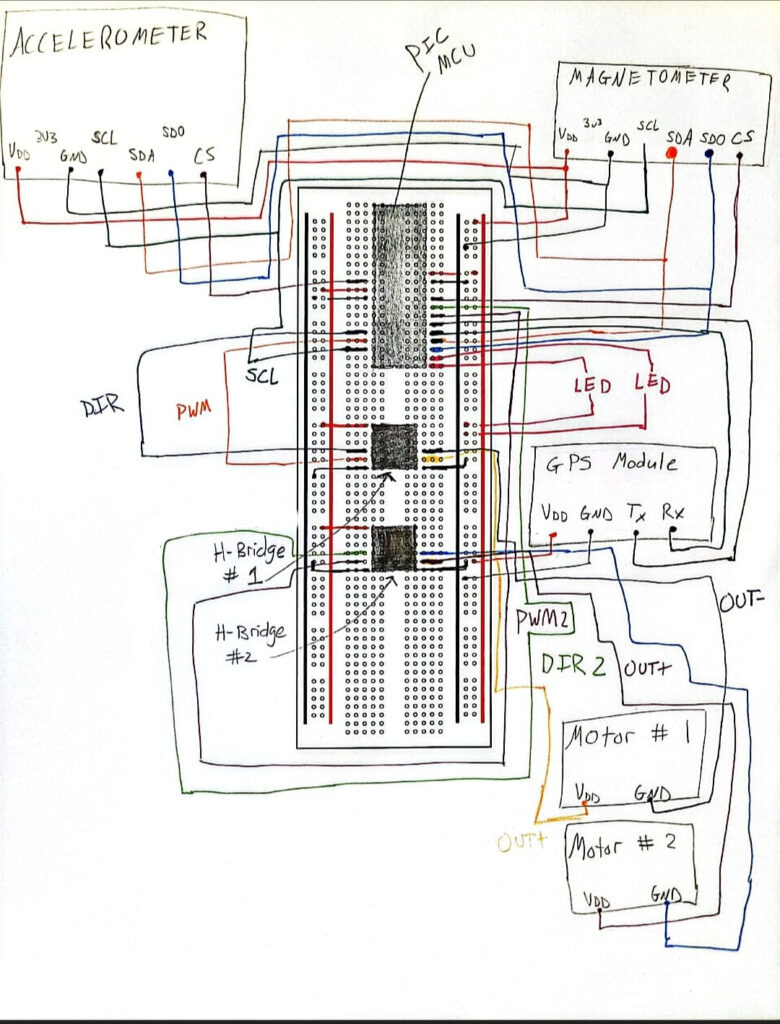 ACCELEROMETER
VDD 3V3 GND SCL SDA SDO CS
PIC
MCU
MAGNETOMETER
VDD 3V3 GND SCL SDA SDO CS
DIR
PWM
SCL
LED LED
GPS Module
VDD GND Tx Rx
H-Bridge
# 1
H-Bridge
#2
OUT-
PWM2
DIR 2
OUT+
Motor # 1
VDD GND
OUT+
Motor # 2
VDD GND